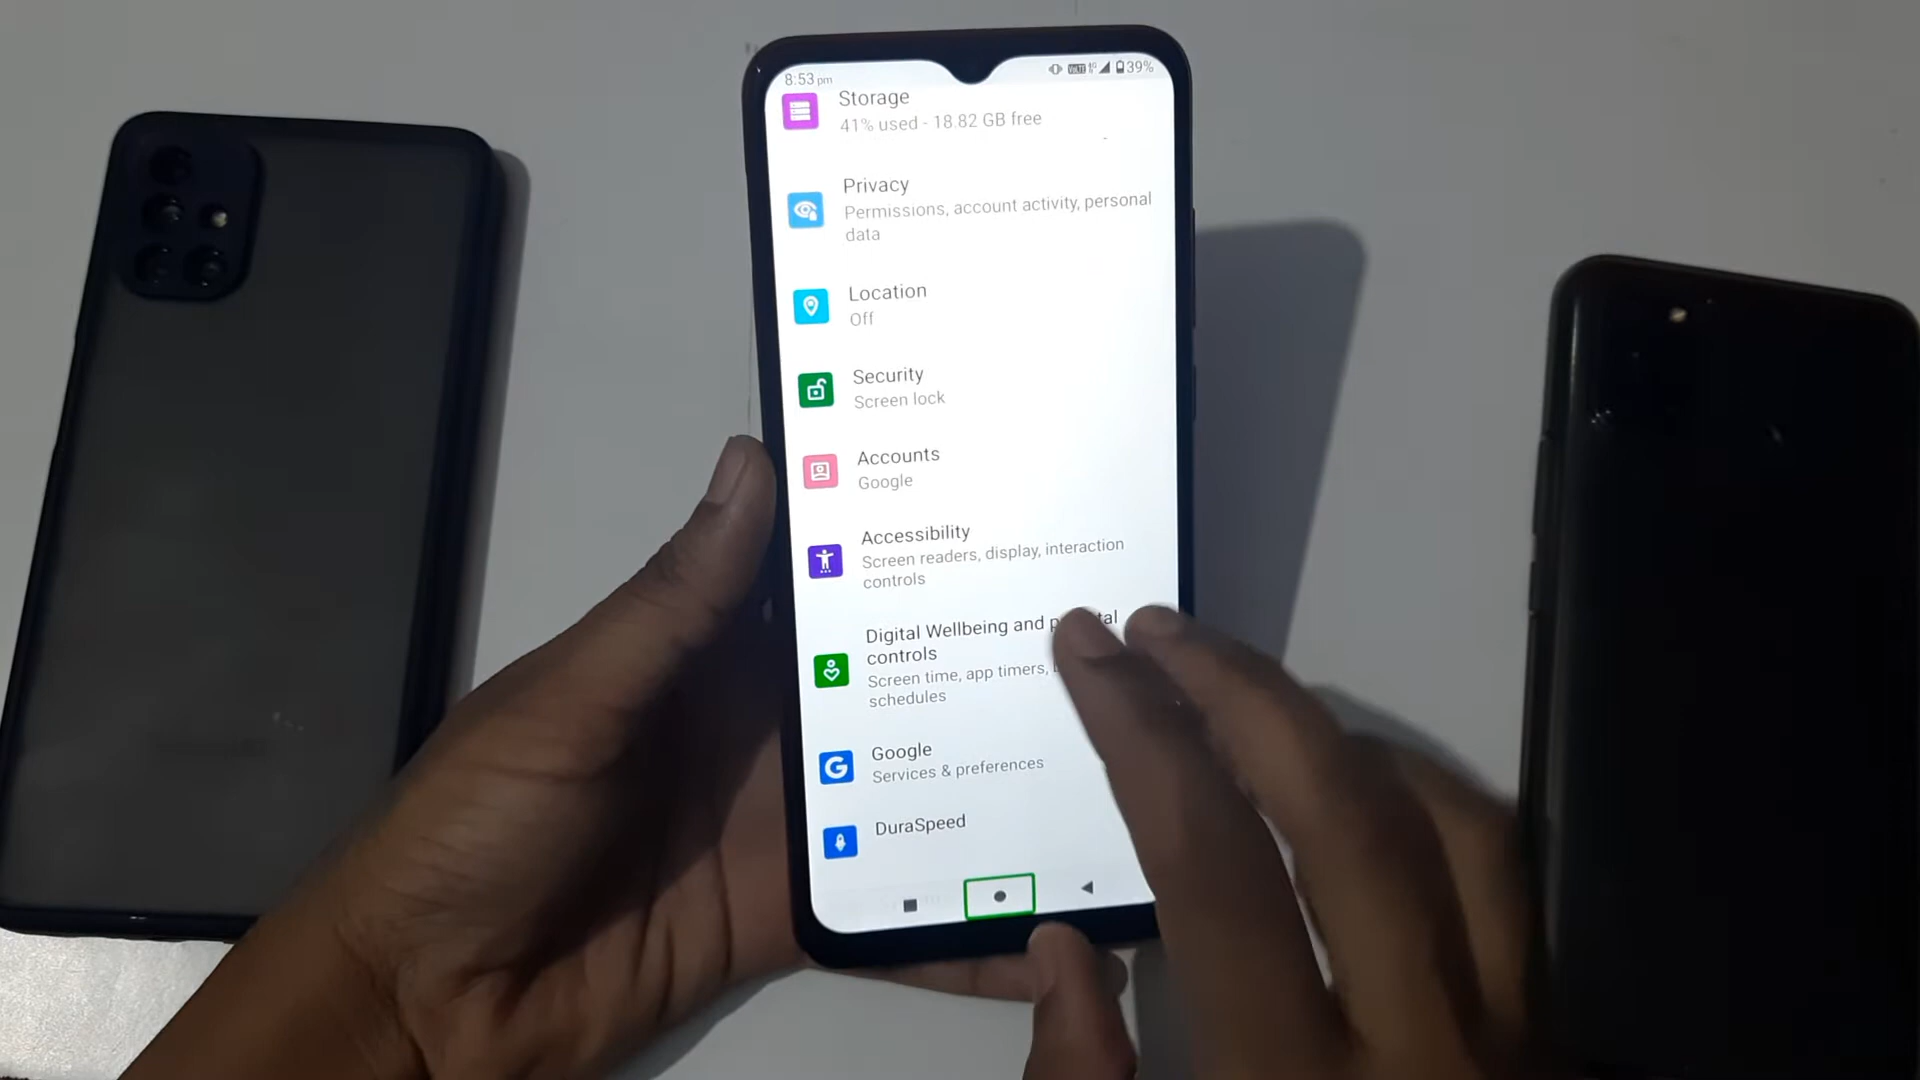 8:53 pm
39%
Storage
41% used - 18.82 GB free
Privacy
Permissions, account activity, personal
data
Location
Off
Security
Screen lock
Accounts
Google
Accessibility
Screen readers, display, interaction
controls
Digital Wellbeing and
controls
Screen time, app timers,
schedules
Google
Services & preferences
DuraSpeed